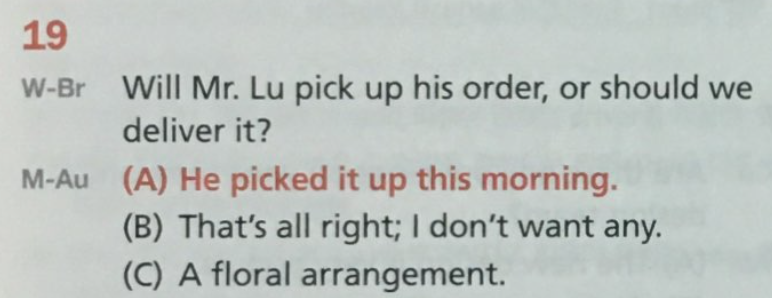 19
W-Br Will Mr. Lu pick up his order, or should we
deliver it?
M-Au (A) He picked it up this morning.
(B) That's all right; I don't want any.
(C) A floral arrangement.